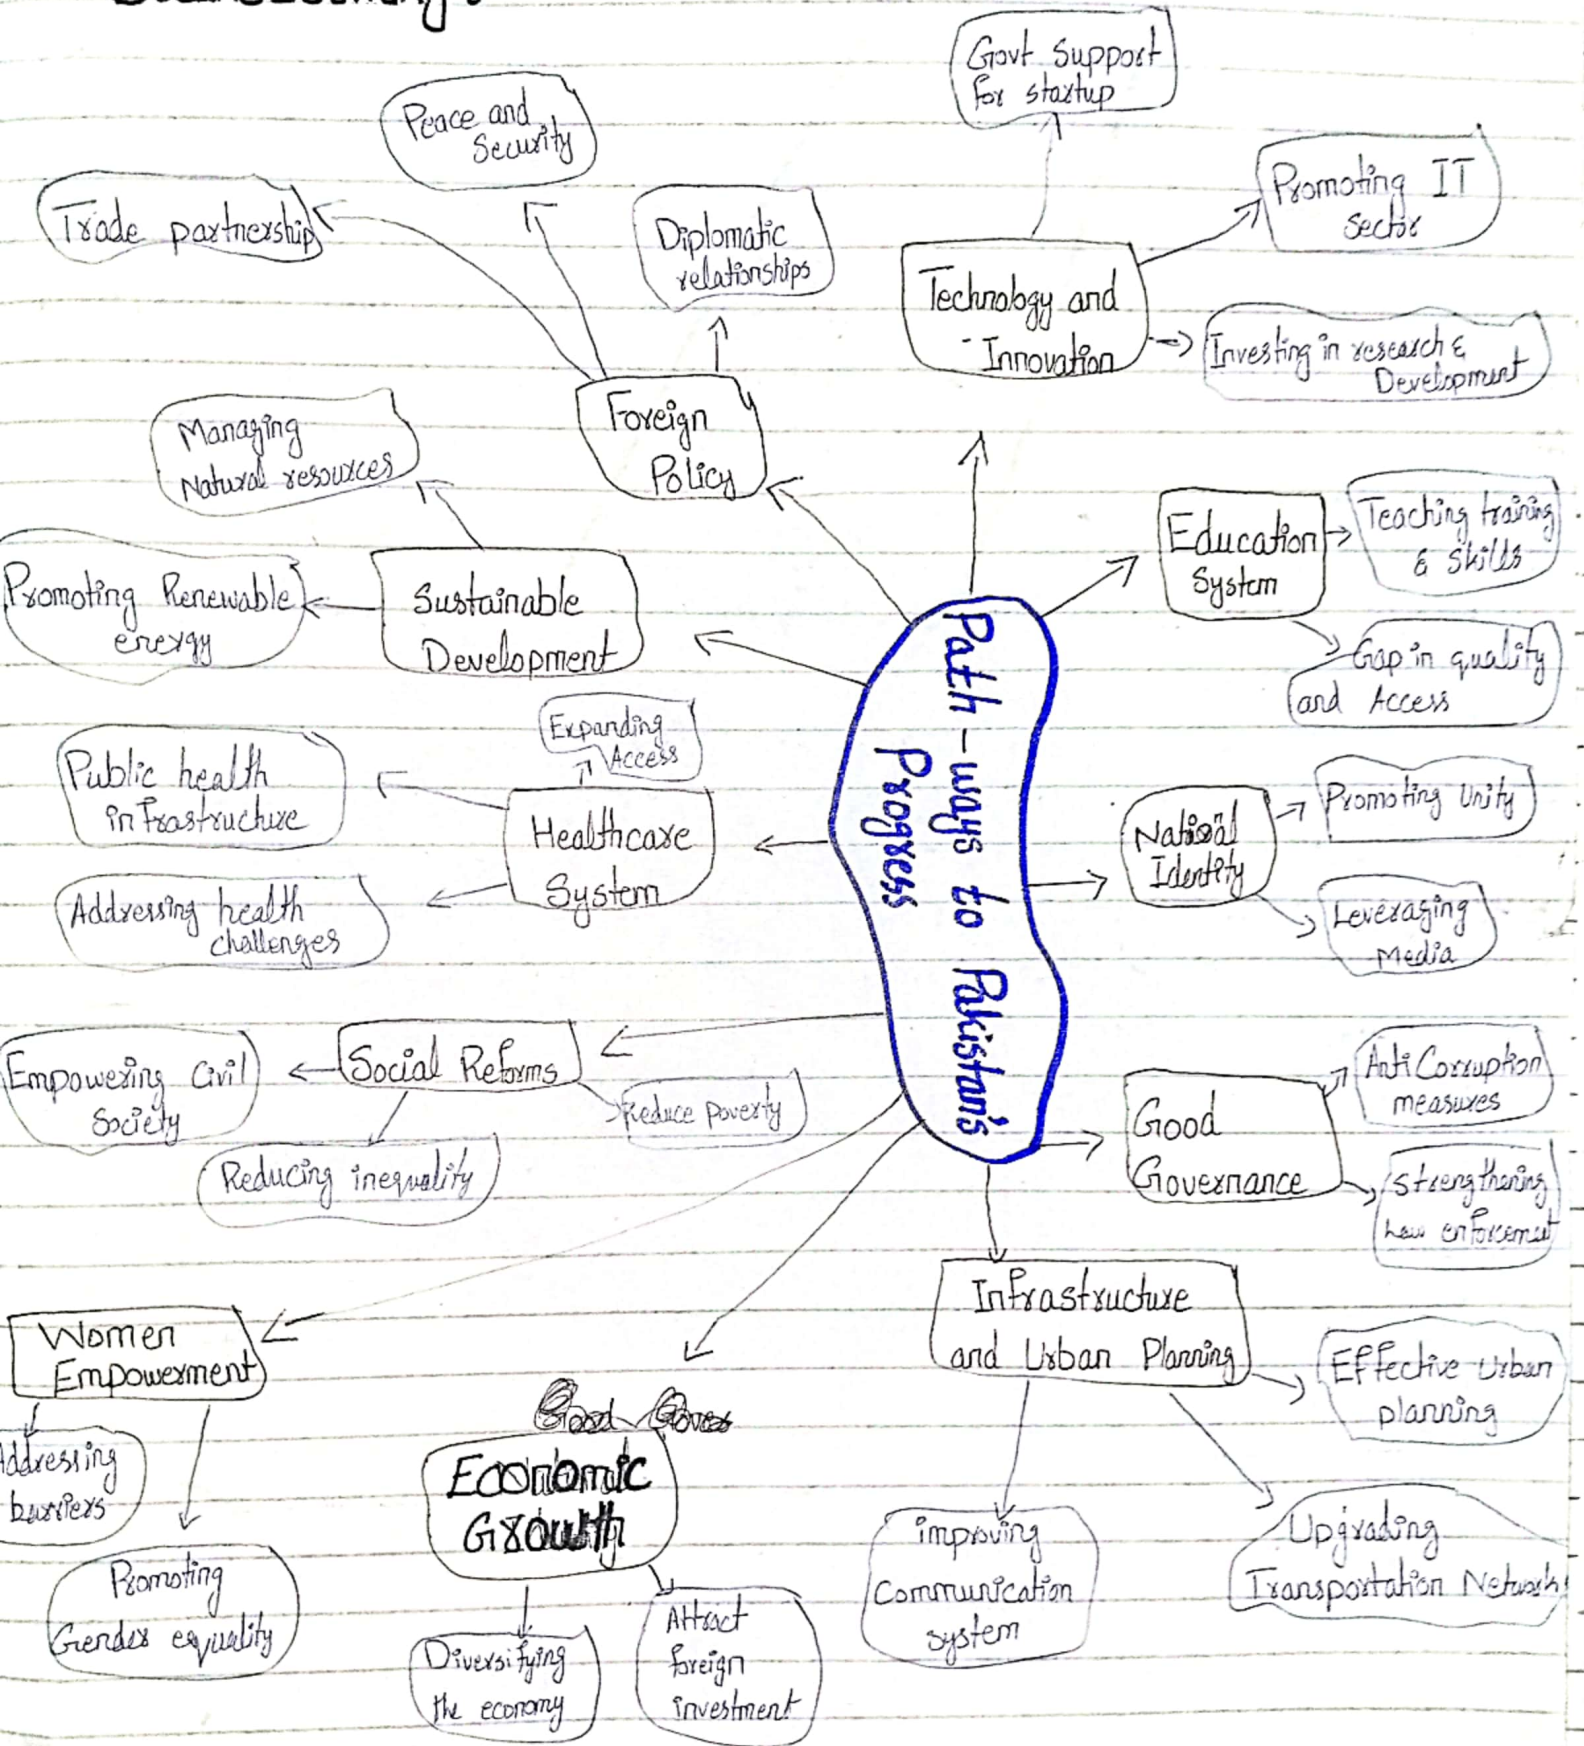 Brainstorming:
Govt Support
for startup
Peace and
Security
Promoting IT
sector
Trade partnership
Diplomatic
relationships
Technology and
- Innovation
Investing in research &
Development
Foreign
Policy
Managing
Natural resources
Education
System
Teaching training
& Skills
Promoting Renewable
energy
Sustainable
Development
Gap in quality
and Access
Path-ways to Pakistan's
Progress
Expanding
Access
Public health
infrastructure
Healthcare
System
Addressing health
challenges
National
Identity
Promoting Unity
Leveraging
Media
Social Reforms
Empowering Civil
Society
Reduce poverty
Reducing inequality
Good
Governance
Anti Corruption
measures
Strengthening
Law enforcement
Infrastructure
and Urban Planning
Effective Urban
planning
Women
Empowerment
Addressing
barriers
Promoting
Gender equality
Good Gover
Economic
Growth
Diversifying
the economy
Attract
foreign
investment
improving
Communication
system
Upgrading
Transportation Network